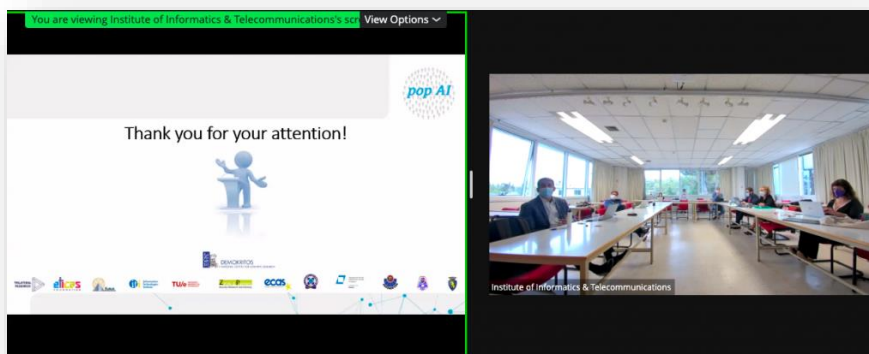 You are viewing Institute of Informatics & Telecommunications's scr
View Options
pop AI
Thank you for your attention!
DEMOKRITOS
TU/e
ecas
Institute of Informatics & Telecommunications